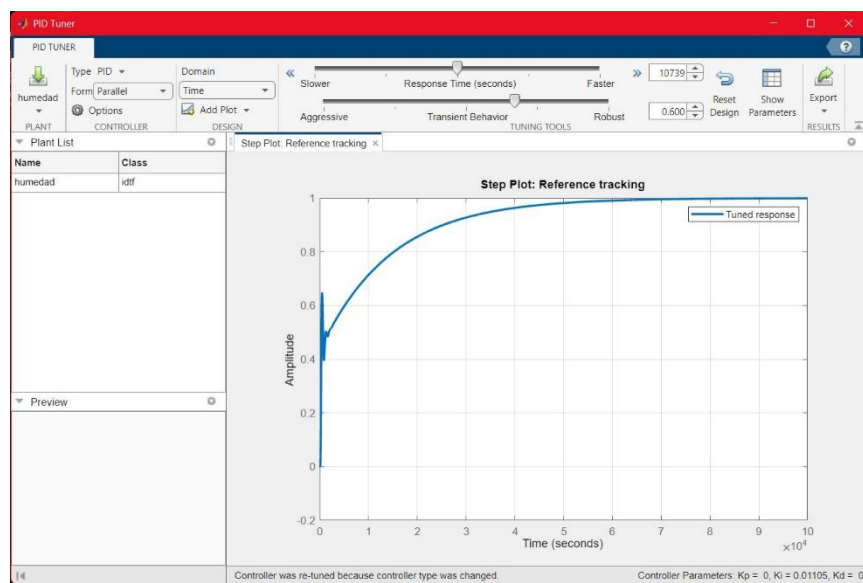 PID Tuner
PID TUNER
?
humedad
PLANT
Type PID
Form Parallel
Options
CONTROLLER
Domain
Time
Add Plot
DESIGN
Slower Response Time (seconds) Faster
10739
Aggressive Transient Behavior Robust
0.600
TUNING TOOLS
Reset Design
Show Parameters
Export
RESULTS
Plant List
Name Class
humedad idtf
Preview
Step Plot: Reference tracking ×
Step Plot: Reference tracking
Tuned response
Amplitude
1
0.8
0.6
0.4
0.2
0
-0.2
0 1 2 3 4 5 6 7 8 9 10
Time (seconds)
×10⁴
Controller was re-tuned because controller type was changed.
Controller Parameters: Kp = 0, Ki = 0.01105, Kd = 0